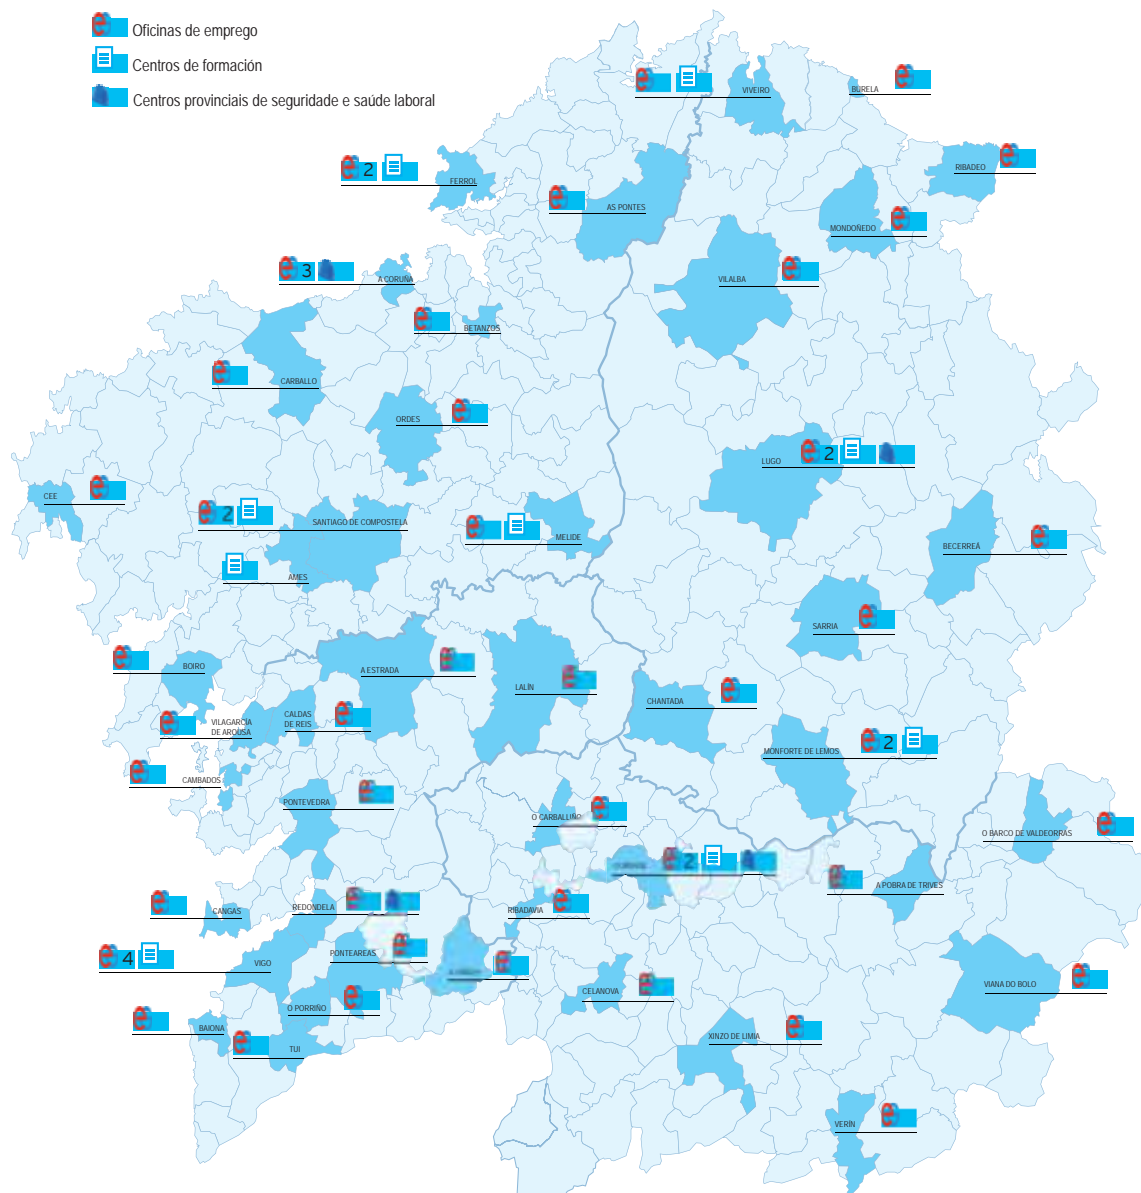 Oficinas de emprego
Centros de formación
Centros provinciais de seguridade e saúde laboral
VIVEIRO
BURELA
RIBADEO
2
FERROL
AS PONTES
MONDOÑEDO
3
A CORUÑA
VILALBA
BETANZOS
CARBALLO
ORDES
2
LUGO
CEE
2
SANTIAGO DE COMPOSTELA
MELIDE
BECERREÁ
AMES
SARRIA
BOIRO
A ESTRADA
LALÍN
CHANTADA
VILAGARCÍA
DE AROUSA
CALDAS
DE REIS
2
MONFORTE DE LEMOS
CAMBADOS
PONTEVEDRA
O CARBALLIÑO
O BARCO DE VALDEORRAS
2
A POBRA DE TRIVES
CANGAS
REDONDELA
RIBADAVIA
4
VIGO
PONTEAREAS
CELANOVA
VIANA DO BOLO
O PORRIÑO
BAIONA
XINZO DE LIMIA
TUI
VERÍN